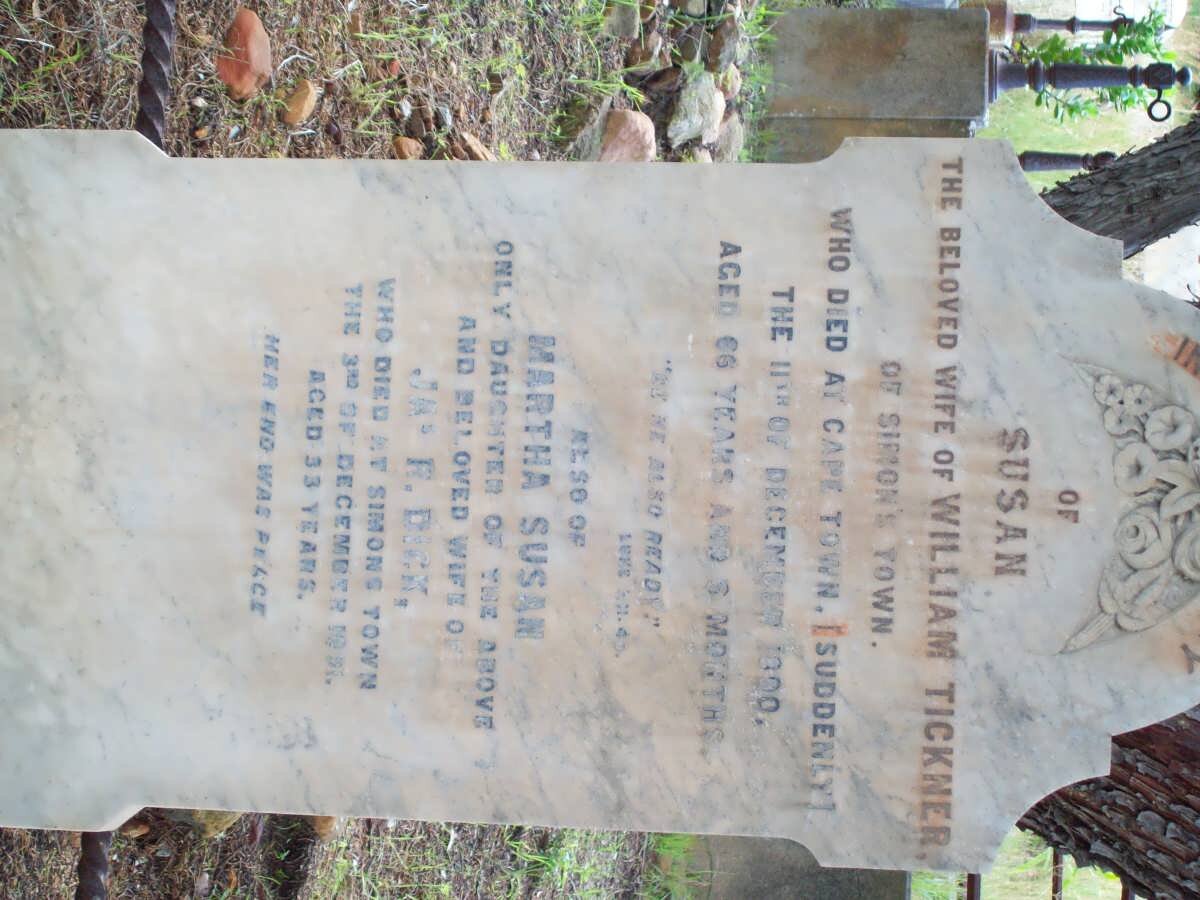 OF
SUSAN
THE BELOVED WIFE OF WILLIAM TICKNER,
OF SIMON'S TOWN.
WHO DIED AT CAPE TOWN, [SUDDENLY]
THE 11TH OF DECEMBER
AGED 66 YEARS AND MONTHS
"BE YE ALSO READY"
LUKE
ALSO OF
MARTHA SUSAN
ONLY DAUGHTER OF THE ABOVE
AND BELOVED WIFE OF
JAS F. DICK,
WHO DIED AT SIMONS TOWN
THE 3RD OF DECEMBER
AGED 33 YEARS.
HER END WAS PEACE